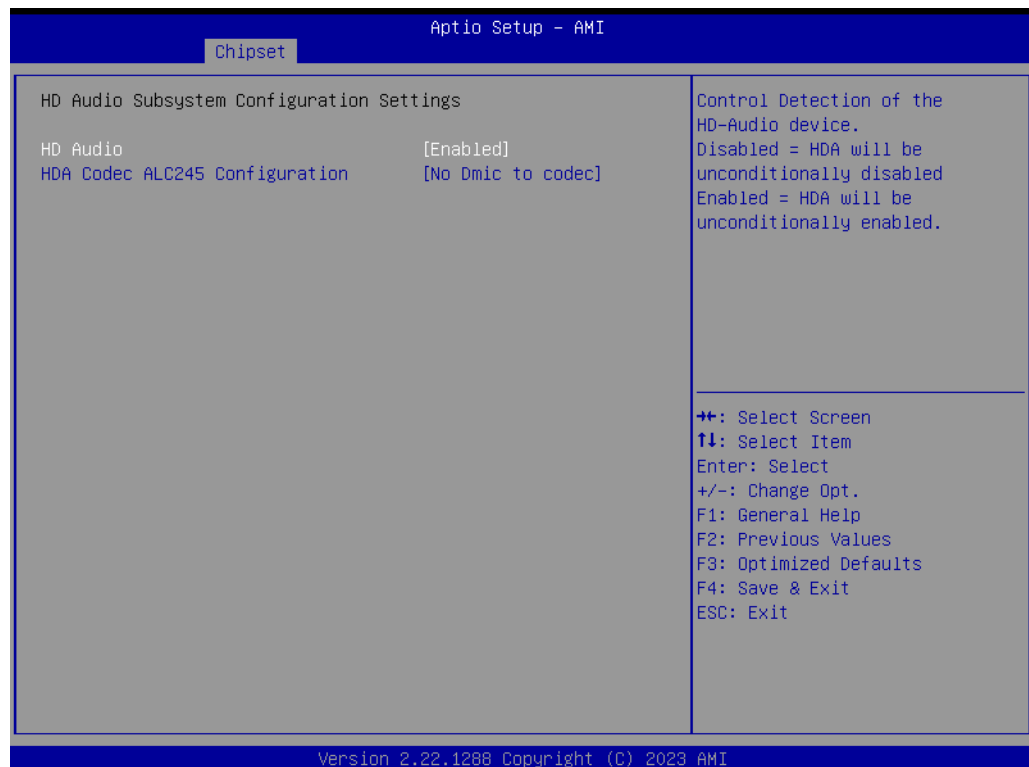 Aptio Setup – AMI
Chipset
HD Audio Subsystem Configuration Settings
HD Audio [Enabled]
HDA Codec ALC245 Configuration [No Dmic to codec]
Control Detection of the
HD-Audio device.
Disabled = HDA will be
unconditionally disabled
Enabled = HDA will be
unconditionally enabled.
→←: Select Screen
↑↓: Select Item
Enter: Select
+/-: Change Opt.
F1: General Help
F2: Previous Values
F3: Optimized Defaults
F4: Save & Exit
ESC: Exit
Version 2.22.1288 Copyright (C) 2023 AMI